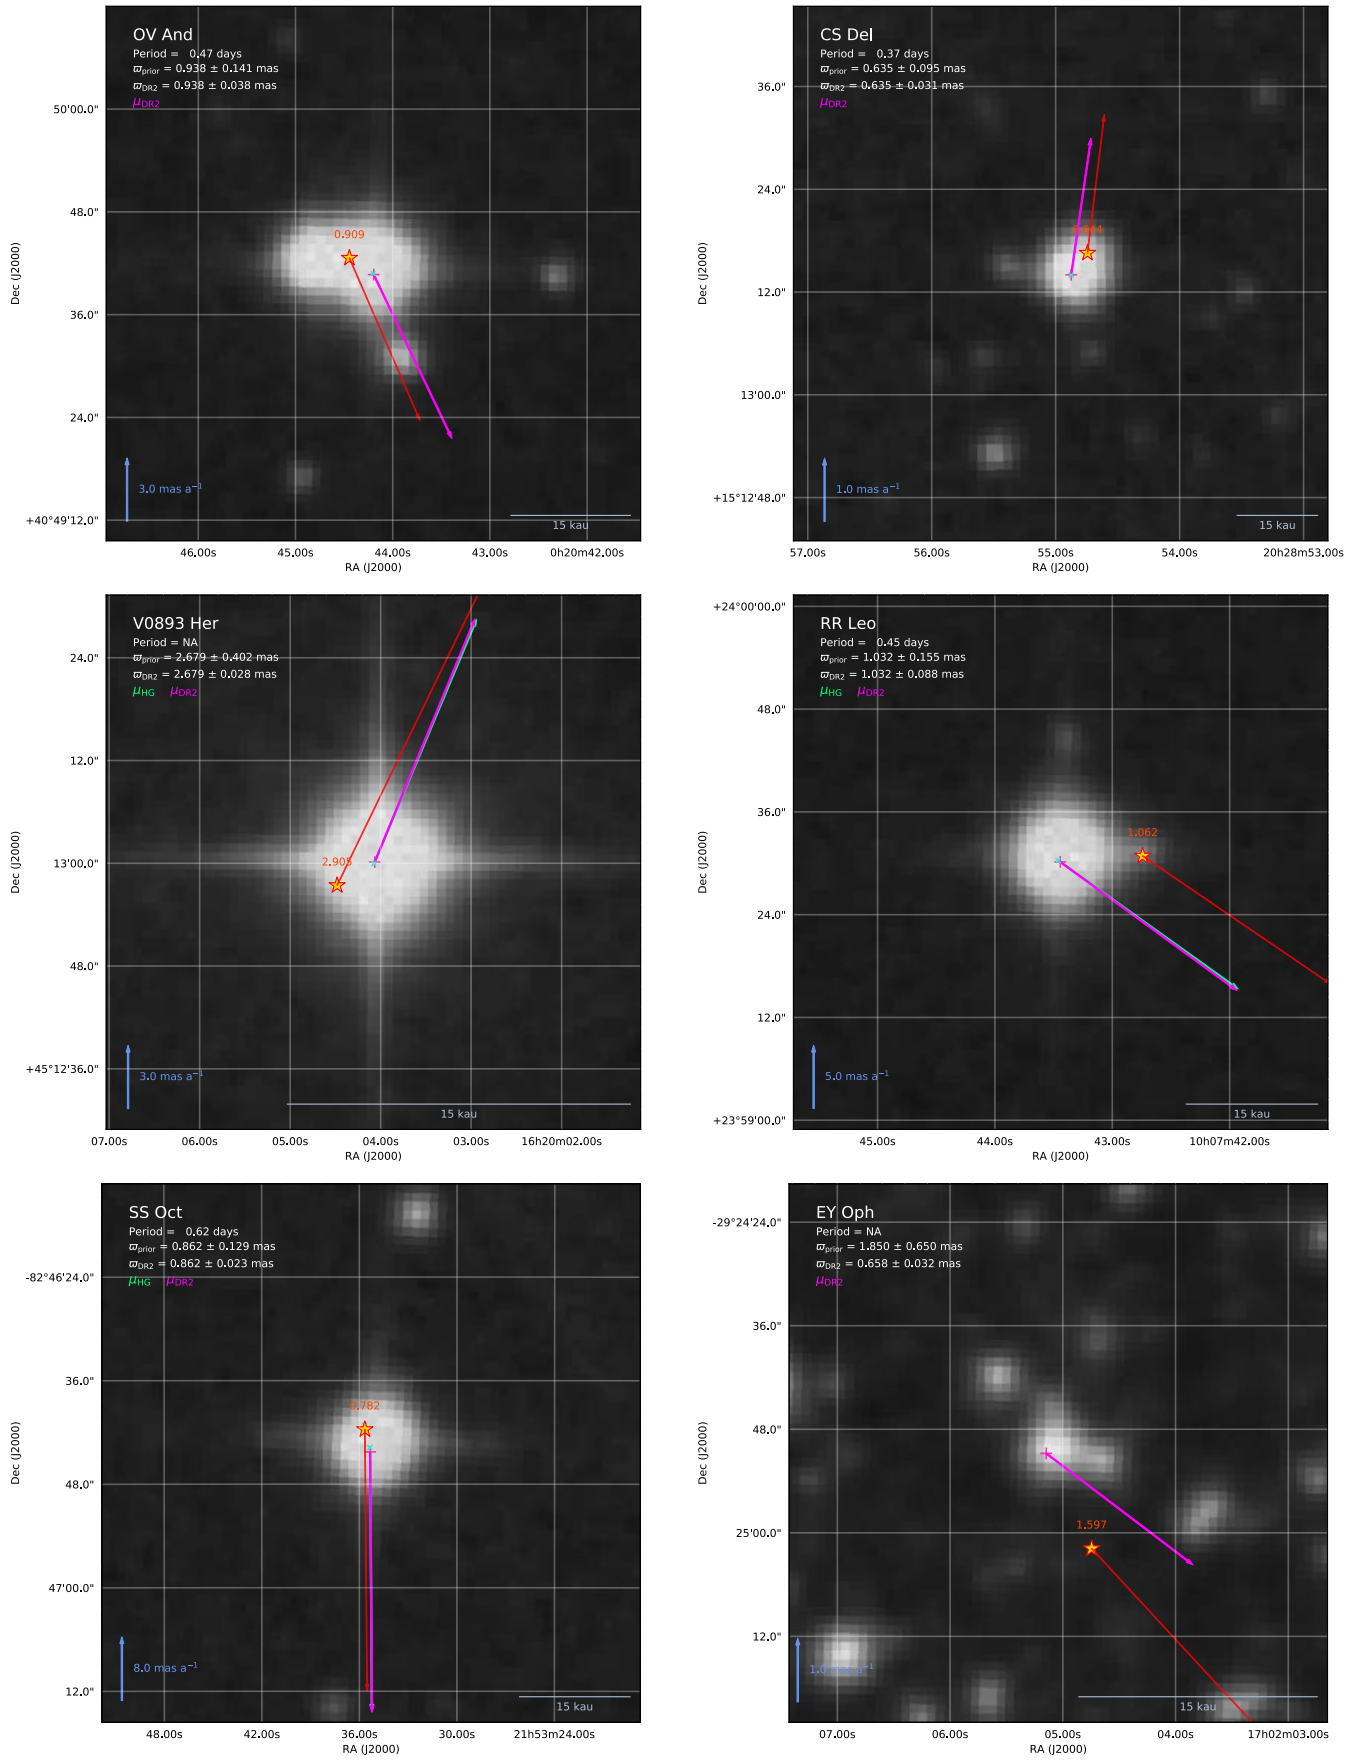 OV And
Period = 0.47 days
ϖprior = 0.938 ± 0.141 mas
ϖDR2 = 0.938 ± 0.038 mas
μDR2
50'00.0"
48.0"
36.0"
24.0"
+40°49'12.0"
Dec (J2000)
0.909
3.0 mas a⁻¹
15 kau
46.00s 45.00s 44.00s 43.00s 0h20m42.00s
RA (J2000)
CS Del
Period = 0.37 days
ϖprior = 0.635 ± 0.095 mas
ϖDR2 = 0.635 ± 0.031 mas
μDR2
36.0"
24.0"
12.0"
13'00.0"
+15°12'48.0"
Dec (J2000)
1.0 mas a⁻¹
15 kau
57.00s 56.00s 55.00s 54.00s 20h28m53.00s
RA (J2000)
V0893 Her
Period = NA
ϖprior = 2.679 ± 0.402 mas
ϖDR2 = 2.679 ± 0.028 mas
μHG μDR2
24.0"
12.0"
13'00.0"
48.0"
+45°12'36.0"
Dec (J2000)
2.905
3.0 mas a⁻¹
15 kau
07.00s 06.00s 05.00s 04.00s 03.00s 16h20m02.00s
RA (J2000)
RR Leo
Period = 0.45 days
ϖprior = 1.032 ± 0.155 mas
ϖDR2 = 1.032 ± 0.088 mas
μHG μDR2
+24°00'00.0"
48.0"
36.0"
24.0"
12.0"
+23°59'00.0"
Dec (J2000)
1.062
5.0 mas a⁻¹
15 kau
45.00s 44.00s 43.00s 10h07m42.00s
RA (J2000)
SS Oct
Period = 0.62 days
ϖprior = 0.862 ± 0.129 mas
ϖDR2 = 0.862 ± 0.023 mas
μHG μDR2
-82°46'24.0"
36.0"
48.0"
47'00.0"
12.0"
Dec (J2000)
0.782
8.0 mas a⁻¹
15 kau
48.00s 42.00s 36.00s 30.00s 21h53m24.00s
RA (J2000)
EY Oph
Period = NA
ϖprior = 1.850 ± 0.650 mas
ϖDR2 = 0.658 ± 0.032 mas
μDR2
-29°24'24.0"
36.0"
48.0"
25'00.0"
12.0"
Dec (J2000)
1.597
1.0 mas a⁻¹
15 kau
07.00s 06.00s 05.00s 04.00s 17h02m03.00s
RA (J2000)